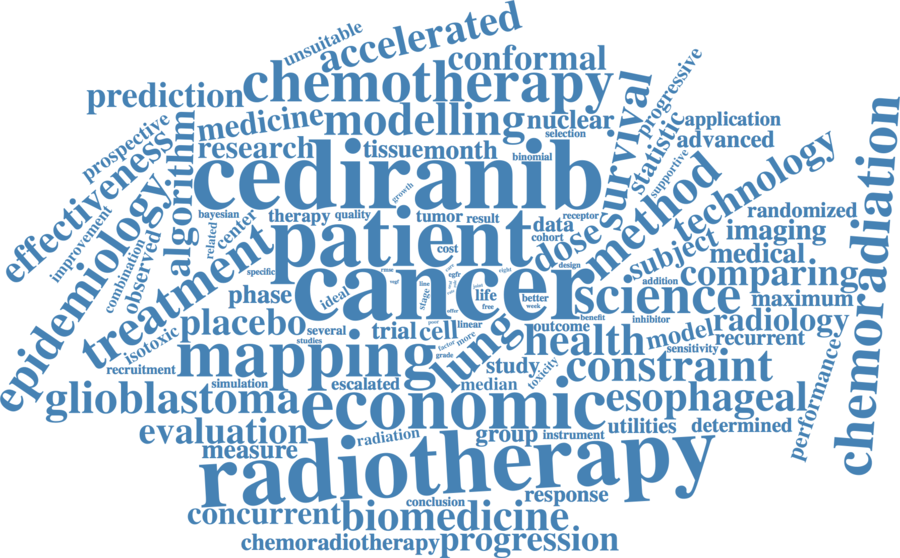 unsuitable
accelerated
conformal
chemotherapy
prediction
progressive
survival
medicine
modelling
nuclear
application
selection
statistic
advanced
prospective
effectiveness
algorithm
research
tissue
month
binomial
supportive
technology
chemoradiation
cediranib
growth
method
epidemiology
improvement
combination
observed
related
center
bayesian
therapy
quality
tumor
result
receptor
data
cohort
dose
randomized
imaging
subject
medical
patient
cost
treatment
specific
rmse
vegf
egfr
eight
design
addition
comparing
cancer
phase
ideal
line
stage
life
free
better
week
science
maximum
offer
benefit
inhibitor
placebo
several
studies
trial
cell
linear
outcome
model
radiology
isotoxic
recruitment
mapping
factor
more
grade
lung
health
sensitivity
recurrent
performances
simulation
escalated
median
study
toxicity
constraint
glioblastoma
economic
esophageal
evaluation
measure
radiation
group
instrument
utilities
determined
radiotherapy
conclusion
response
concurrent
biomedicine
chemoradiotherapy
progression